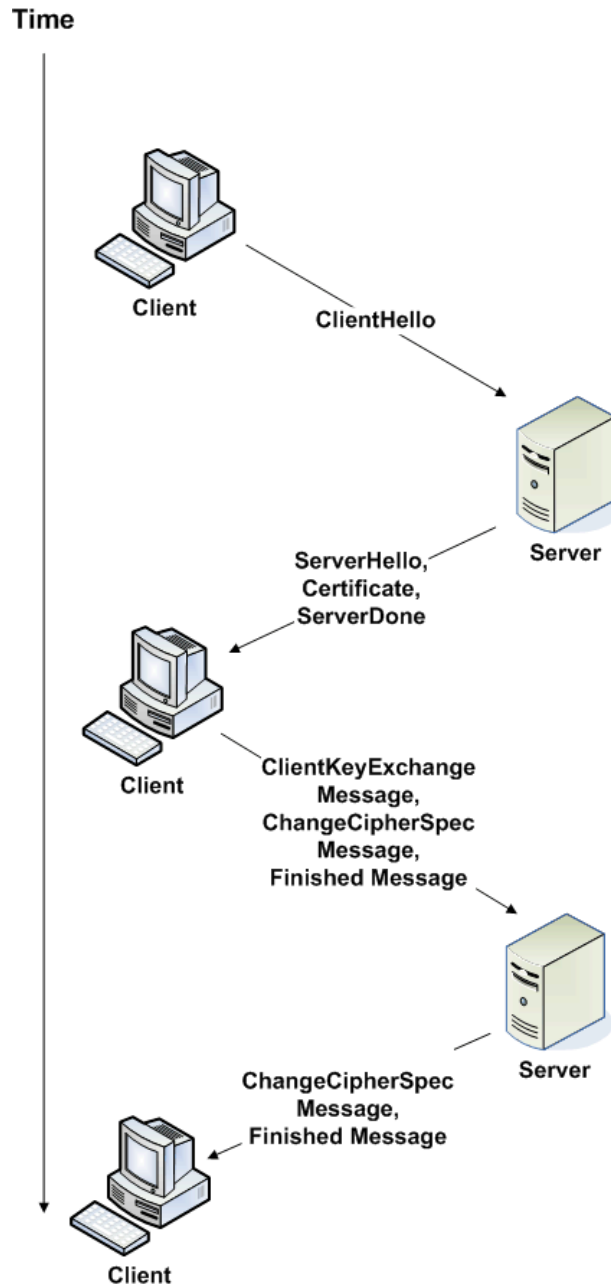 Time
Client
ClientHello
Server
ServerHello,
Certificate,
ServerDone
Client
ClientKeyExchange
Message,
ChangeCipherSpec
Message,
Finished Message
Server
ChangeCipherSpec
Message,
Finished Message
Client